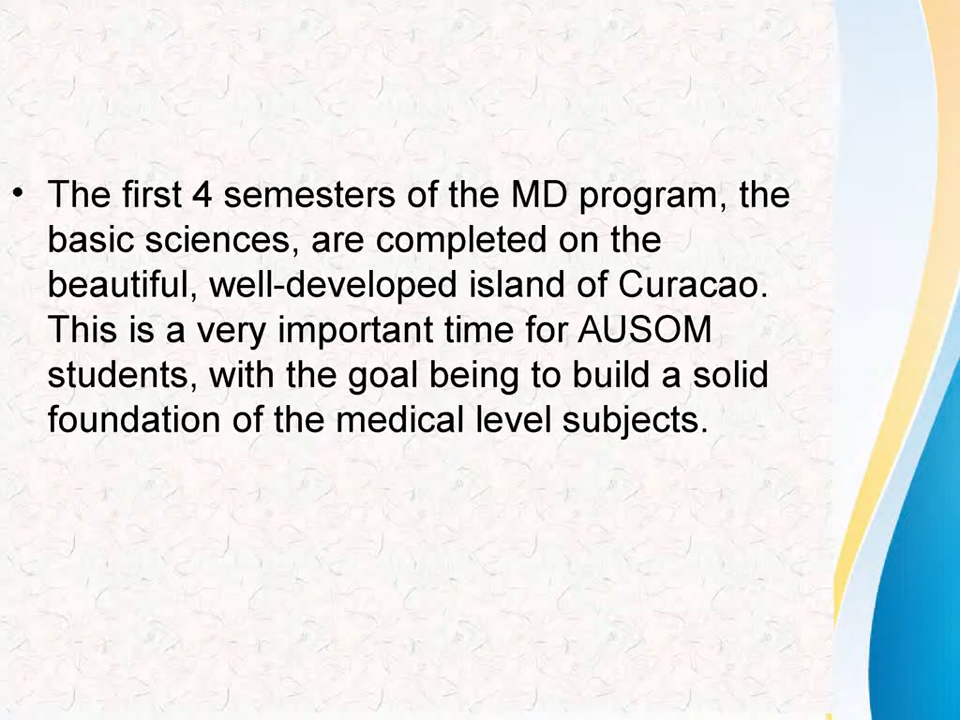 • The first 4 semesters of the MD program, the
basic sciences, are completed on the
beautiful, well-developed island of Curacao.
This is a very important time for AUSOM
students, with the goal being to build a solid
foundation of the medical level subjects.